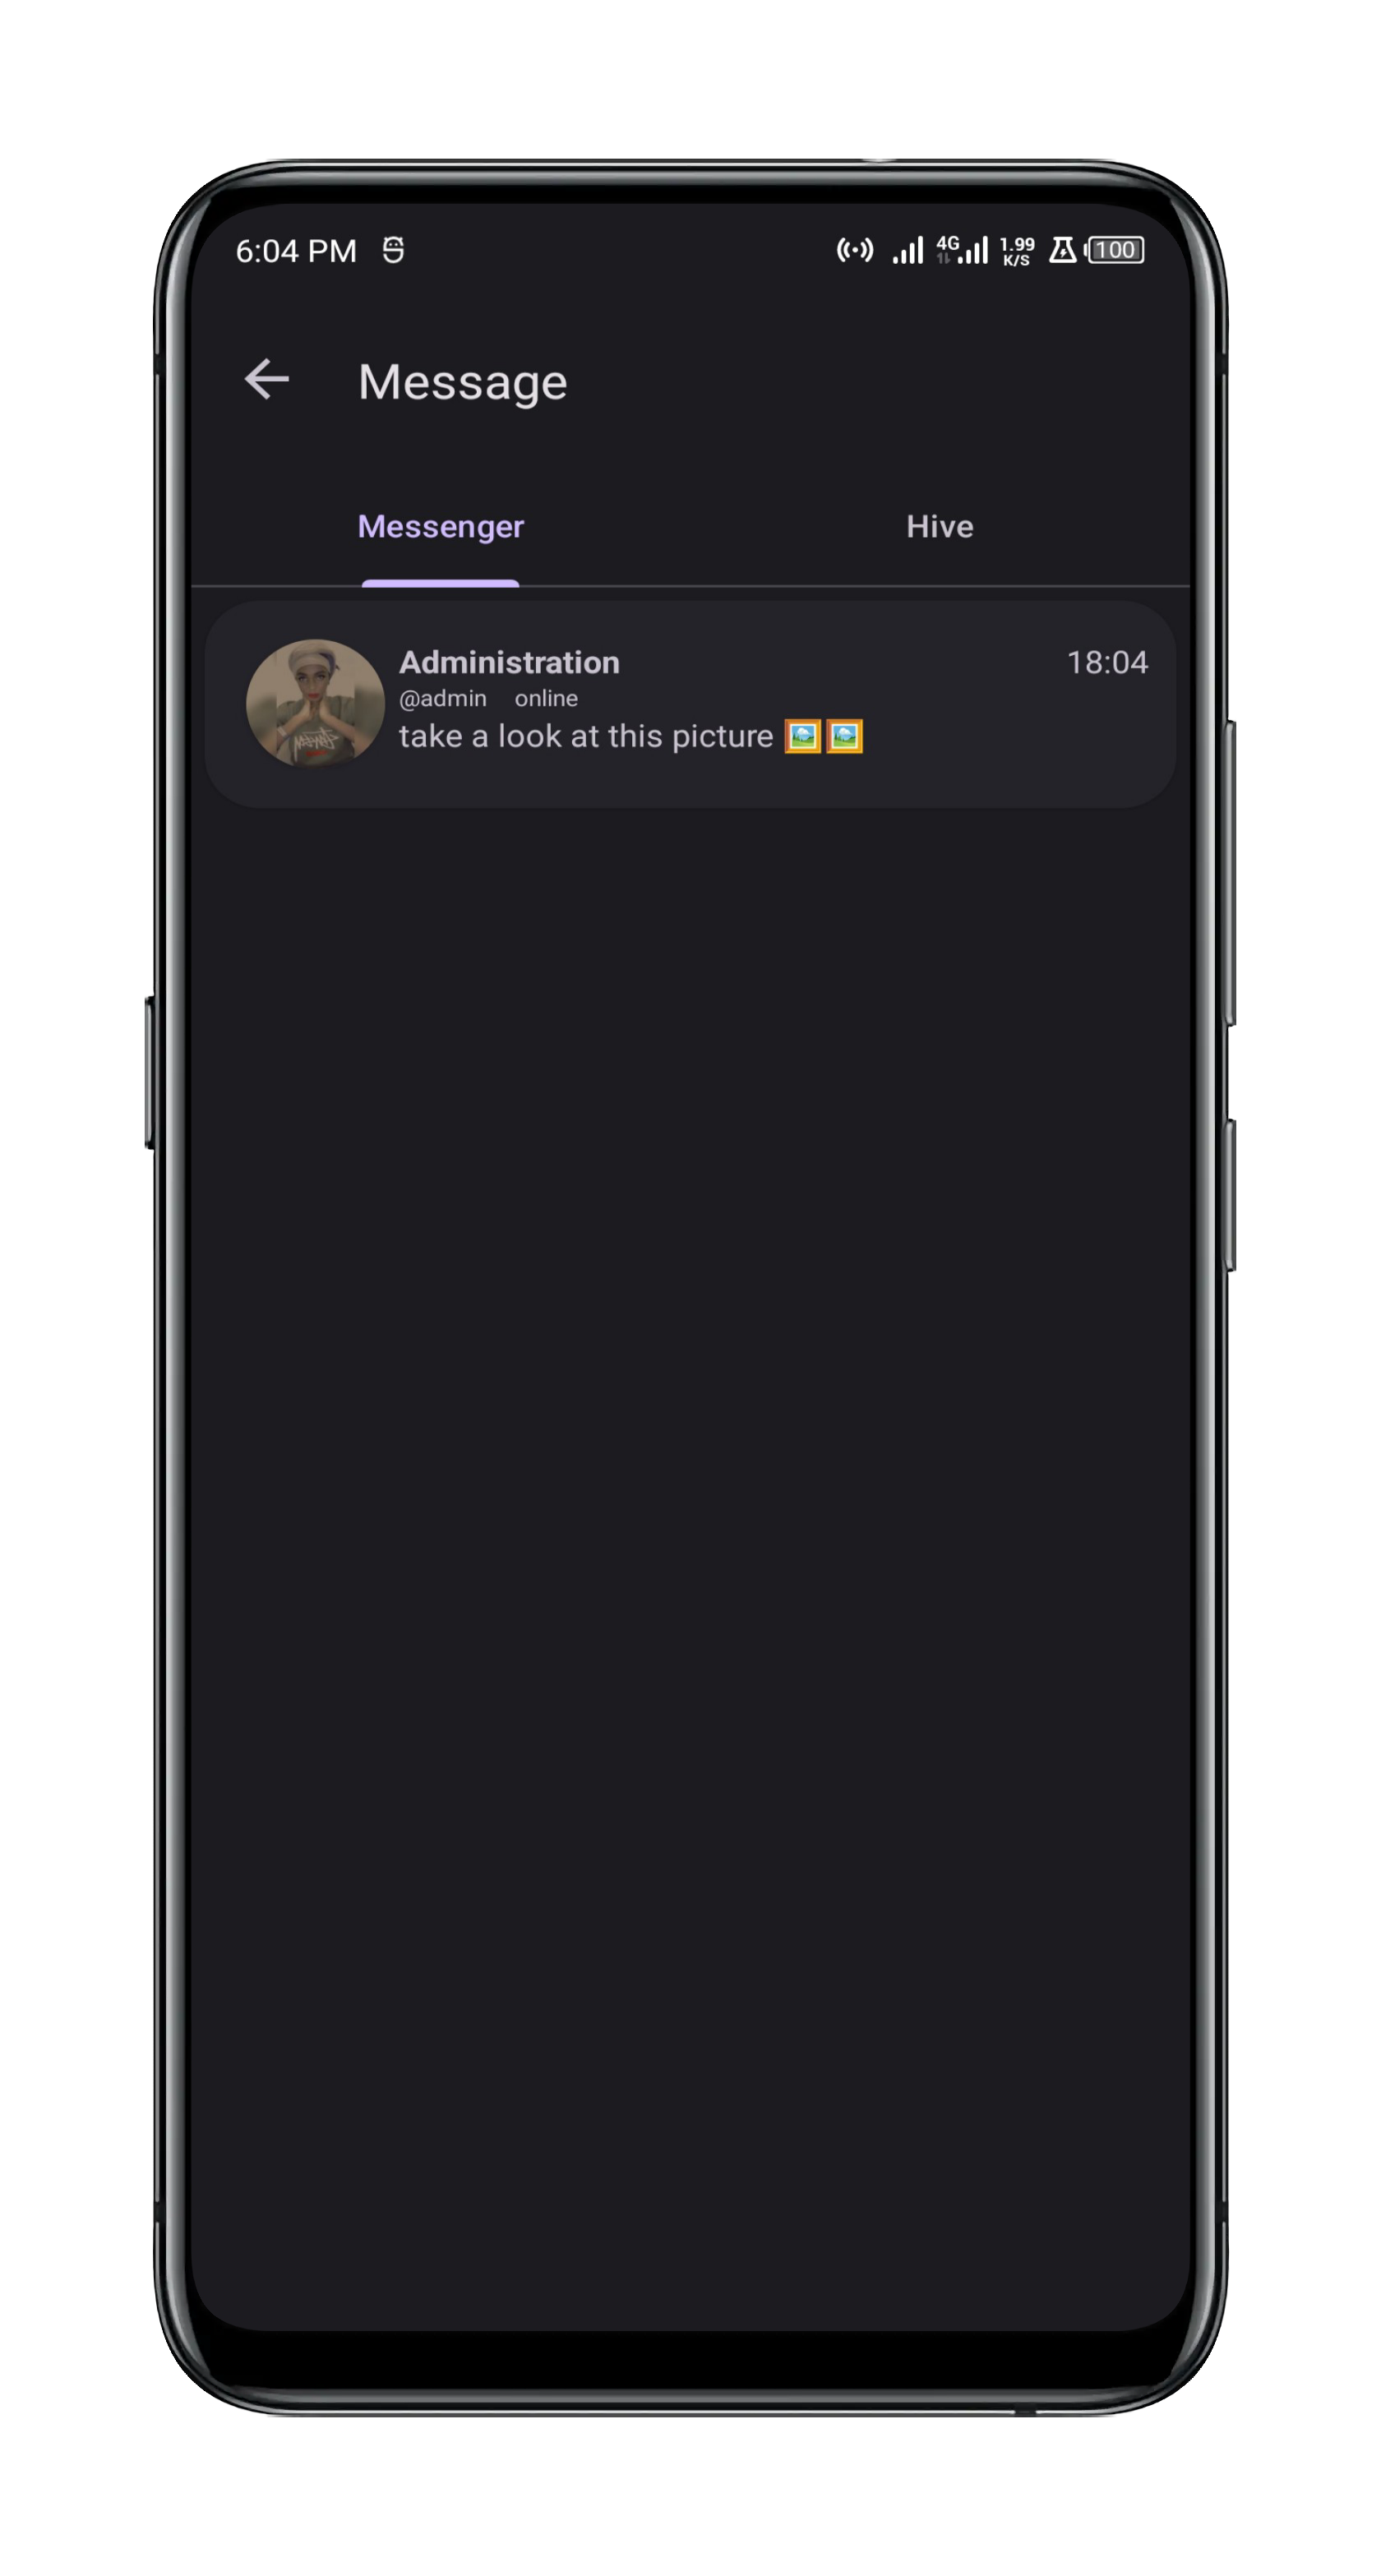 6:04 PM 4G 1.99 K/S 100
Message
Messenger Hive
Administration 18:04
@admin online
take a look at this picture 🖼️🖼️